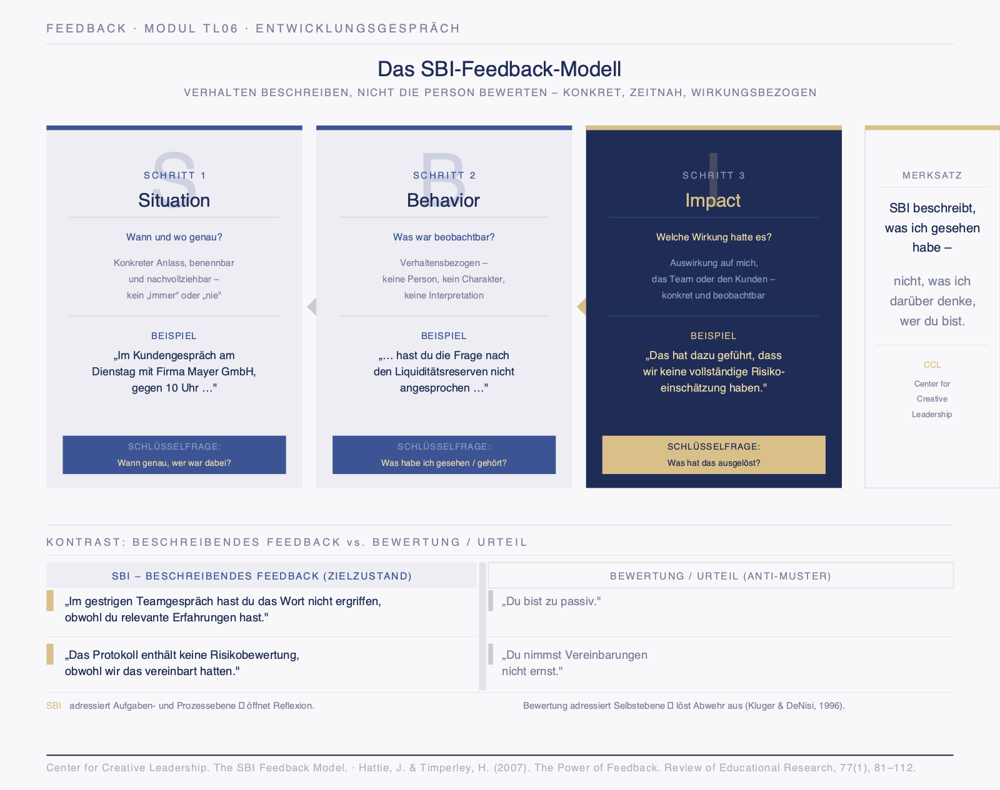 FEEDBACK · MODUL TL06 · ENTWICKLUNGSGESPRÄCH
Das SBI-Feedback-Modell
VERHALTEN BESCHREIBEN, NICHT DIE PERSON BEWERTEN – KONKRET, ZEITNAH, WIRKUNGSBEZOGEN
S
SCHRITT 1
Situation
Wann und wo genau?
Konkreter Anlass, benennbar
und nachvollziehbar –
kein „immer" oder „nie"
BEISPIEL
„Im Kundengespräch am
Dienstag mit Firma Mayer GmbH,
gegen 10 Uhr …"
SCHLÜSSELFRAGE:
Wann genau, wer war dabei?
B
SCHRITT 2
Behavior
Was war beobachtbar?
Verhaltensbezogen –
keine Person, kein Charakter,
keine Interpretation
BEISPIEL
„… hast du die Frage nach
den Liquiditätsreserven nicht
angesprochen …"
SCHLÜSSELFRAGE:
Was habe ich gesehen / gehört?
I
SCHRITT 3
Impact
Welche Wirkung hatte es?
Auswirkung auf mich,
das Team oder den Kunden –
konkret und beobachtbar
BEISPIEL
„Das hat dazu geführt, dass
wir keine vollständige Risiko-
einschätzung haben."
SCHLÜSSELFRAGE:
Was hat das ausgelöst?
MERKSATZ
SBI beschreibt,
was ich gesehen
habe –
nicht, was ich
darüber denke,
wer du bist.
CCL
Center for
Creative
Leadership
KONTRAST: BESCHREIBENDES FEEDBACK vs. BEWERTUNG / URTEIL
SBI – BESCHREIBENDES FEEDBACK (ZIELZUSTAND)
„Im gestrigen Teamgespräch hast du das Wort nicht ergriffen,
obwohl du relevante Erfahrungen hast."
„Das Protokoll enthält keine Risikobewertung,
obwohl wir das vereinbart hatten."
SBI adressiert Aufgaben- und Prozessebene □ öffnet Reflexion.
BEWERTUNG / URTEIL (ANTI-MUSTER)
„Du bist zu passiv."
„Du nimmst Vereinbarungen
nicht ernst."
Bewertung adressiert Selbstebene □ löst Abwehr aus (Kluger & DeNisi, 1996).
Center for Creative Leadership. The SBI Feedback Model. · Hattie, J. & Timperley, H. (2007). The Power of Feedback. Review of Educational Research, 77(1), 81–112.